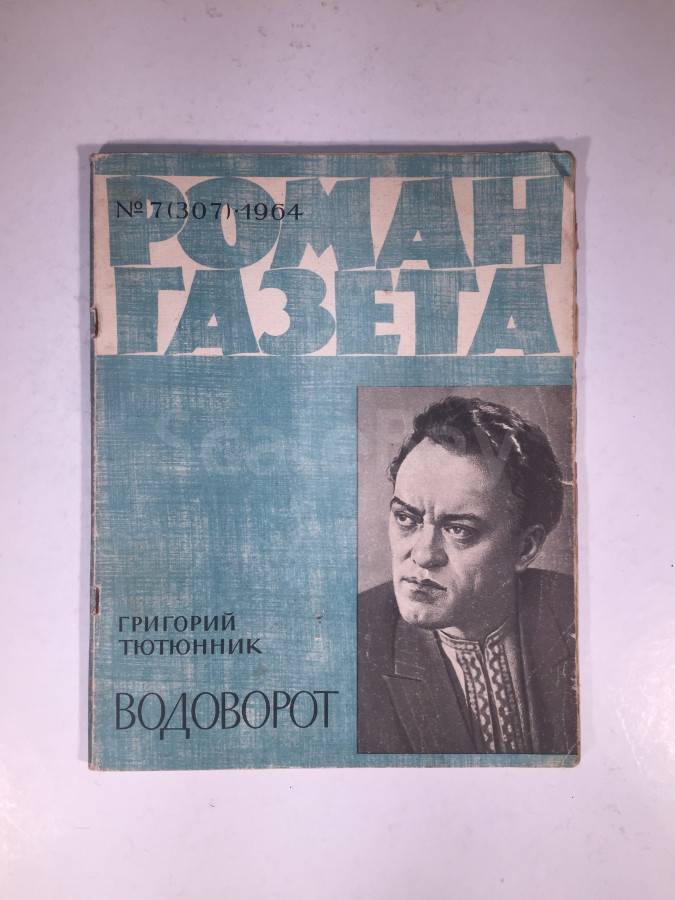 № 7(307)·1964
РОМАН
ГАЗЕТА
ГРИГОРИЙ
ТЮТЮННИК
ВОДОВОРОТ